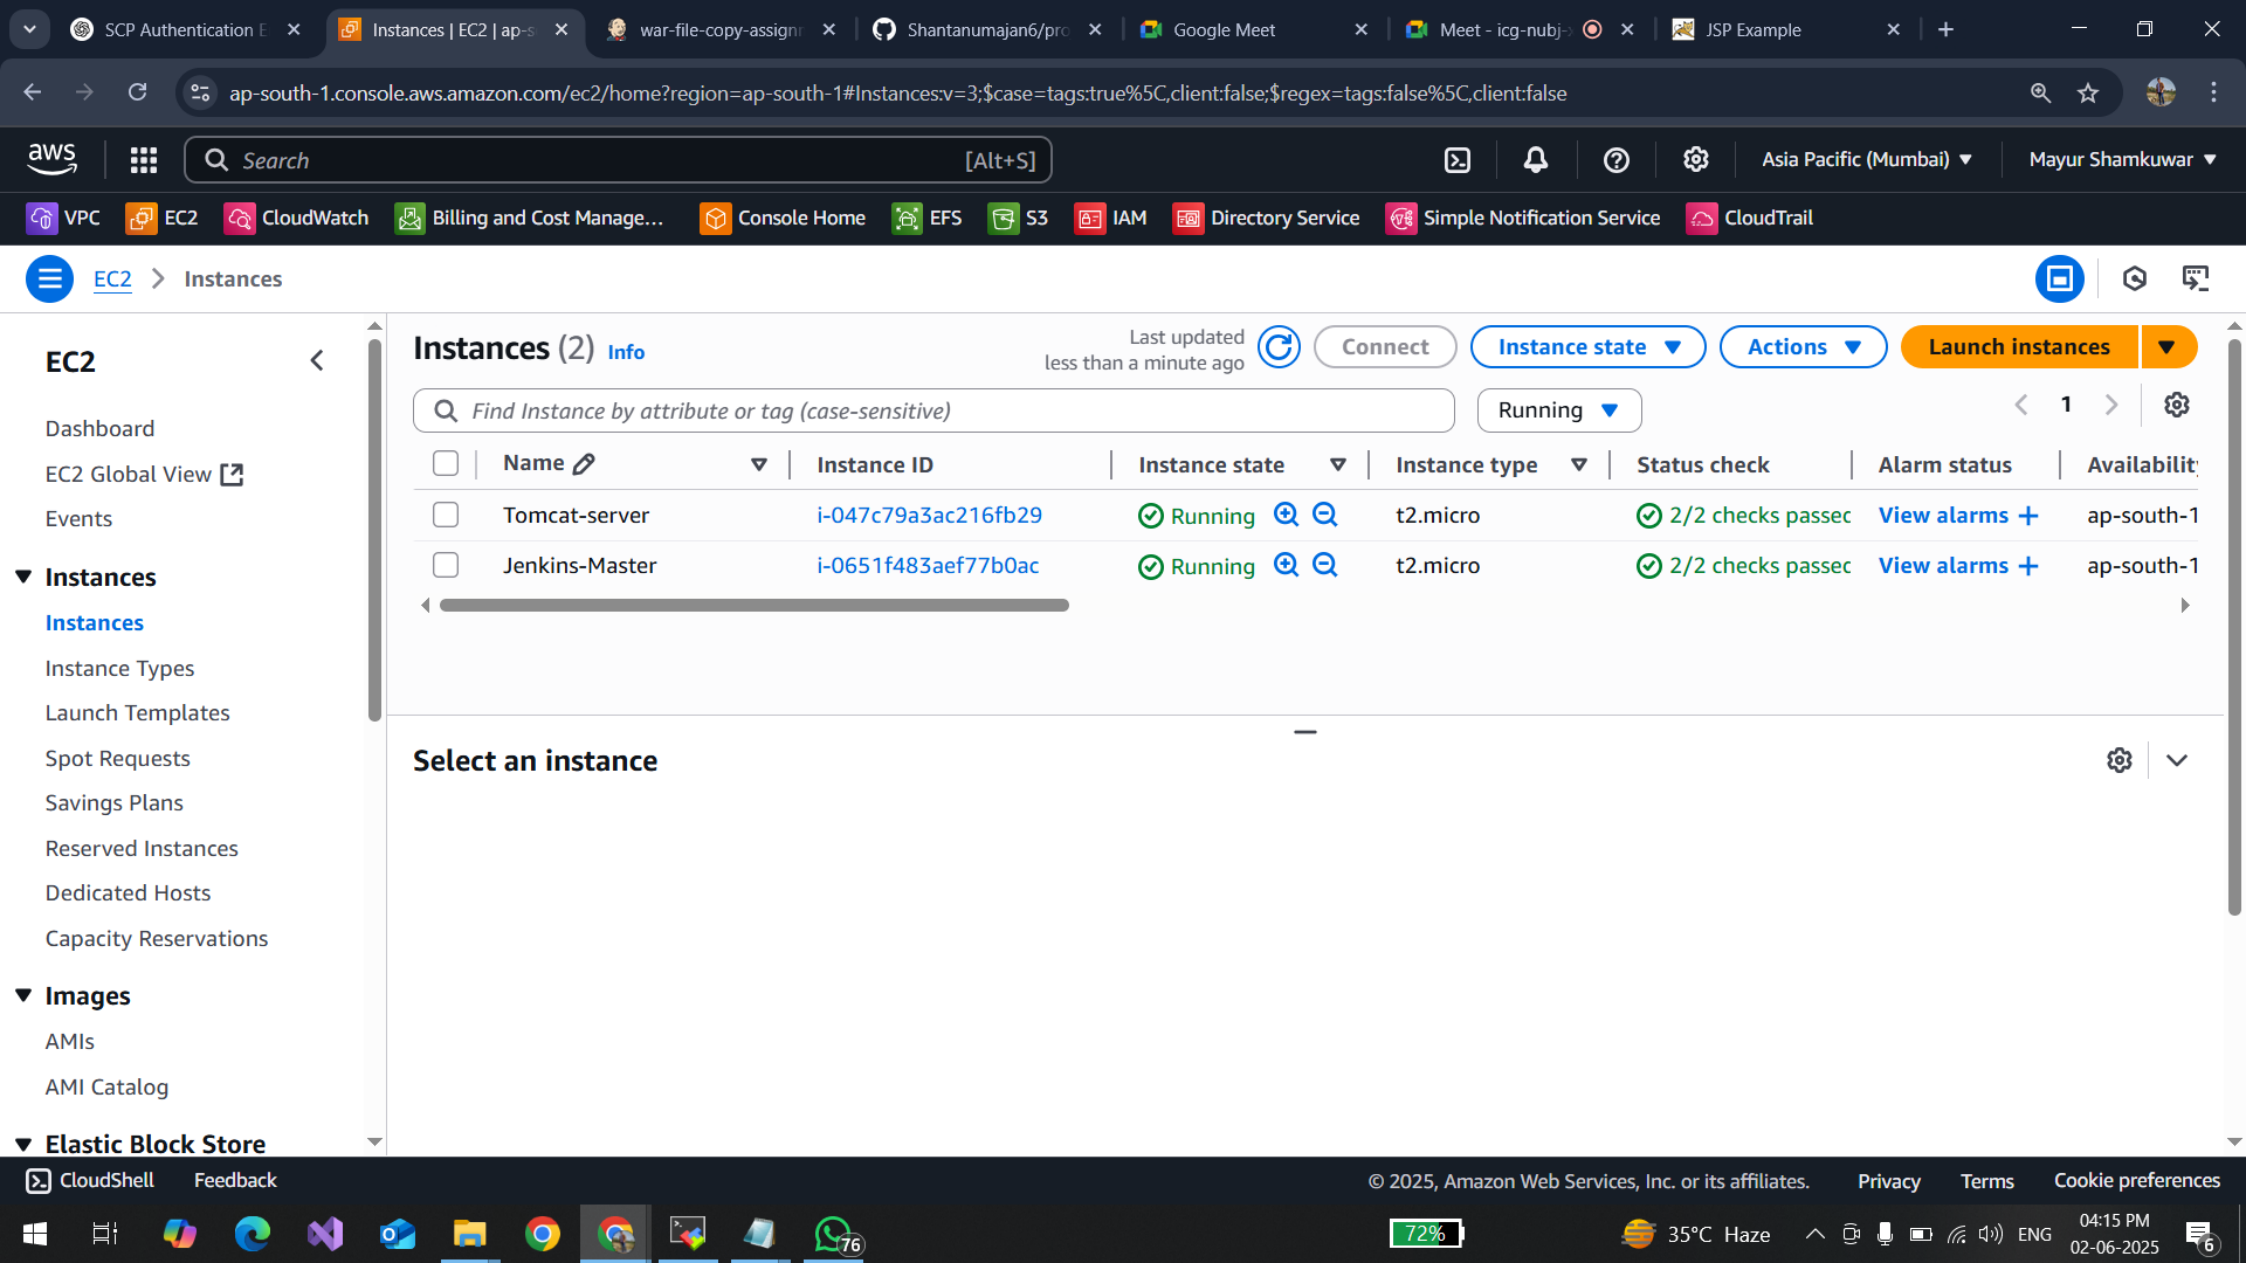 SCP Authentication E
Instances | EC2 | ap-s
war-file-copy-assignr
Shantanumajan6/pro
Google Meet
Meet - icg-nubj-
JSP Example
ap-south-1.console.aws.amazon.com/ec2/home?region=ap-south-1#Instances:v=3;$case=tags:true%5C,client:false;$regex=tags:false%5C,client:false
aws
Search
[Alt+S]
Asia Pacific (Mumbai)
Mayur Shamkuwar
VPC
EC2
CloudWatch
Billing and Cost Manage...
Console Home
EFS
S3
IAM
Directory Service
Simple Notification Service
CloudTrail
EC2
Instances
EC2
Dashboard
EC2 Global View
Events
Instances
Instances
Instance Types
Launch Templates
Spot Requests
Savings Plans
Reserved Instances
Dedicated Hosts
Capacity Reservations
Images
AMIs
AMI Catalog
Elastic Block Store
Instances (2) Info
Last updated
less than a minute ago
Connect
Instance state
Actions
Launch instances
Find Instance by attribute or tag (case-sensitive)
Running
1
Name Instance ID Instance state Instance type Status check Alarm status Availability
Tomcat-server i-047c79a3ac216fb29 Running t2.micro 2/2 checks passec View alarms + ap-south-1
Jenkins-Master i-0651f483aef77b0ac Running t2.micro 2/2 checks passec View alarms + ap-south-1
Select an instance
CloudShell
Feedback
© 2025, Amazon Web Services, Inc. or its affiliates.
Privacy
Terms
Cookie preferences
76
72%
35°C Haze
ENG
04:15 PM
02-06-2025
6